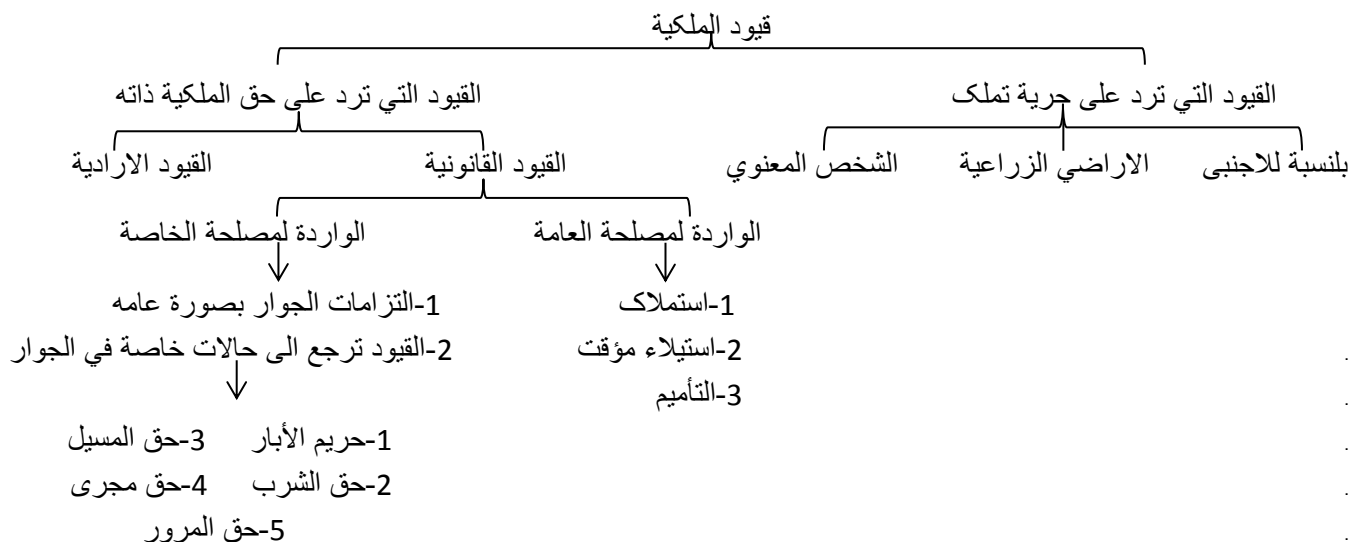 قيود الملكية
القيود التي ترد على حرية تملک القيود التي ترد على حق الملكية ذاته
بلنسبة للاجنبى الاراضي الزراعية الشخص المعنوي القيود القانونية القيود الارادية
الواردة لمصلحة العامة الواردة لمصلحة الخاصة
1-استملاک 1-التزامات الجوار بصورة عامه
2-استيلاء مؤقت 2-القيود ترجع الى حالات خاصة في الجوار
3-التأميم
1-حريم الأبار 3-حق المسيل
2-حق الشرب 4-حق مجرى
5-حق المرور